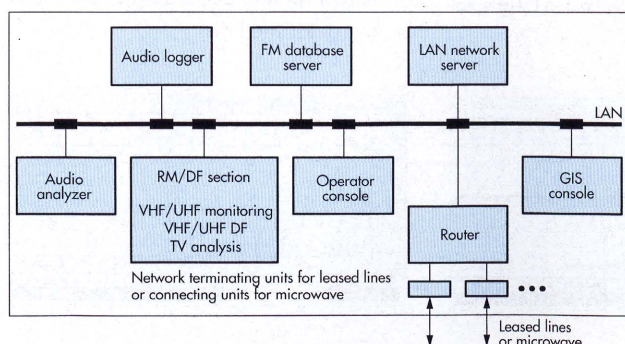 Audio logger
FM database
server
LAN network
server
LAN
Audio
analyzer
RM/DF section
VHF/UHF monitoring
VHF/UHF DF
TV analysis
Operator
console
Router
GIS
console
Network terminating units for leased lines
or connecting units for microwave
Leased lines
or microwave